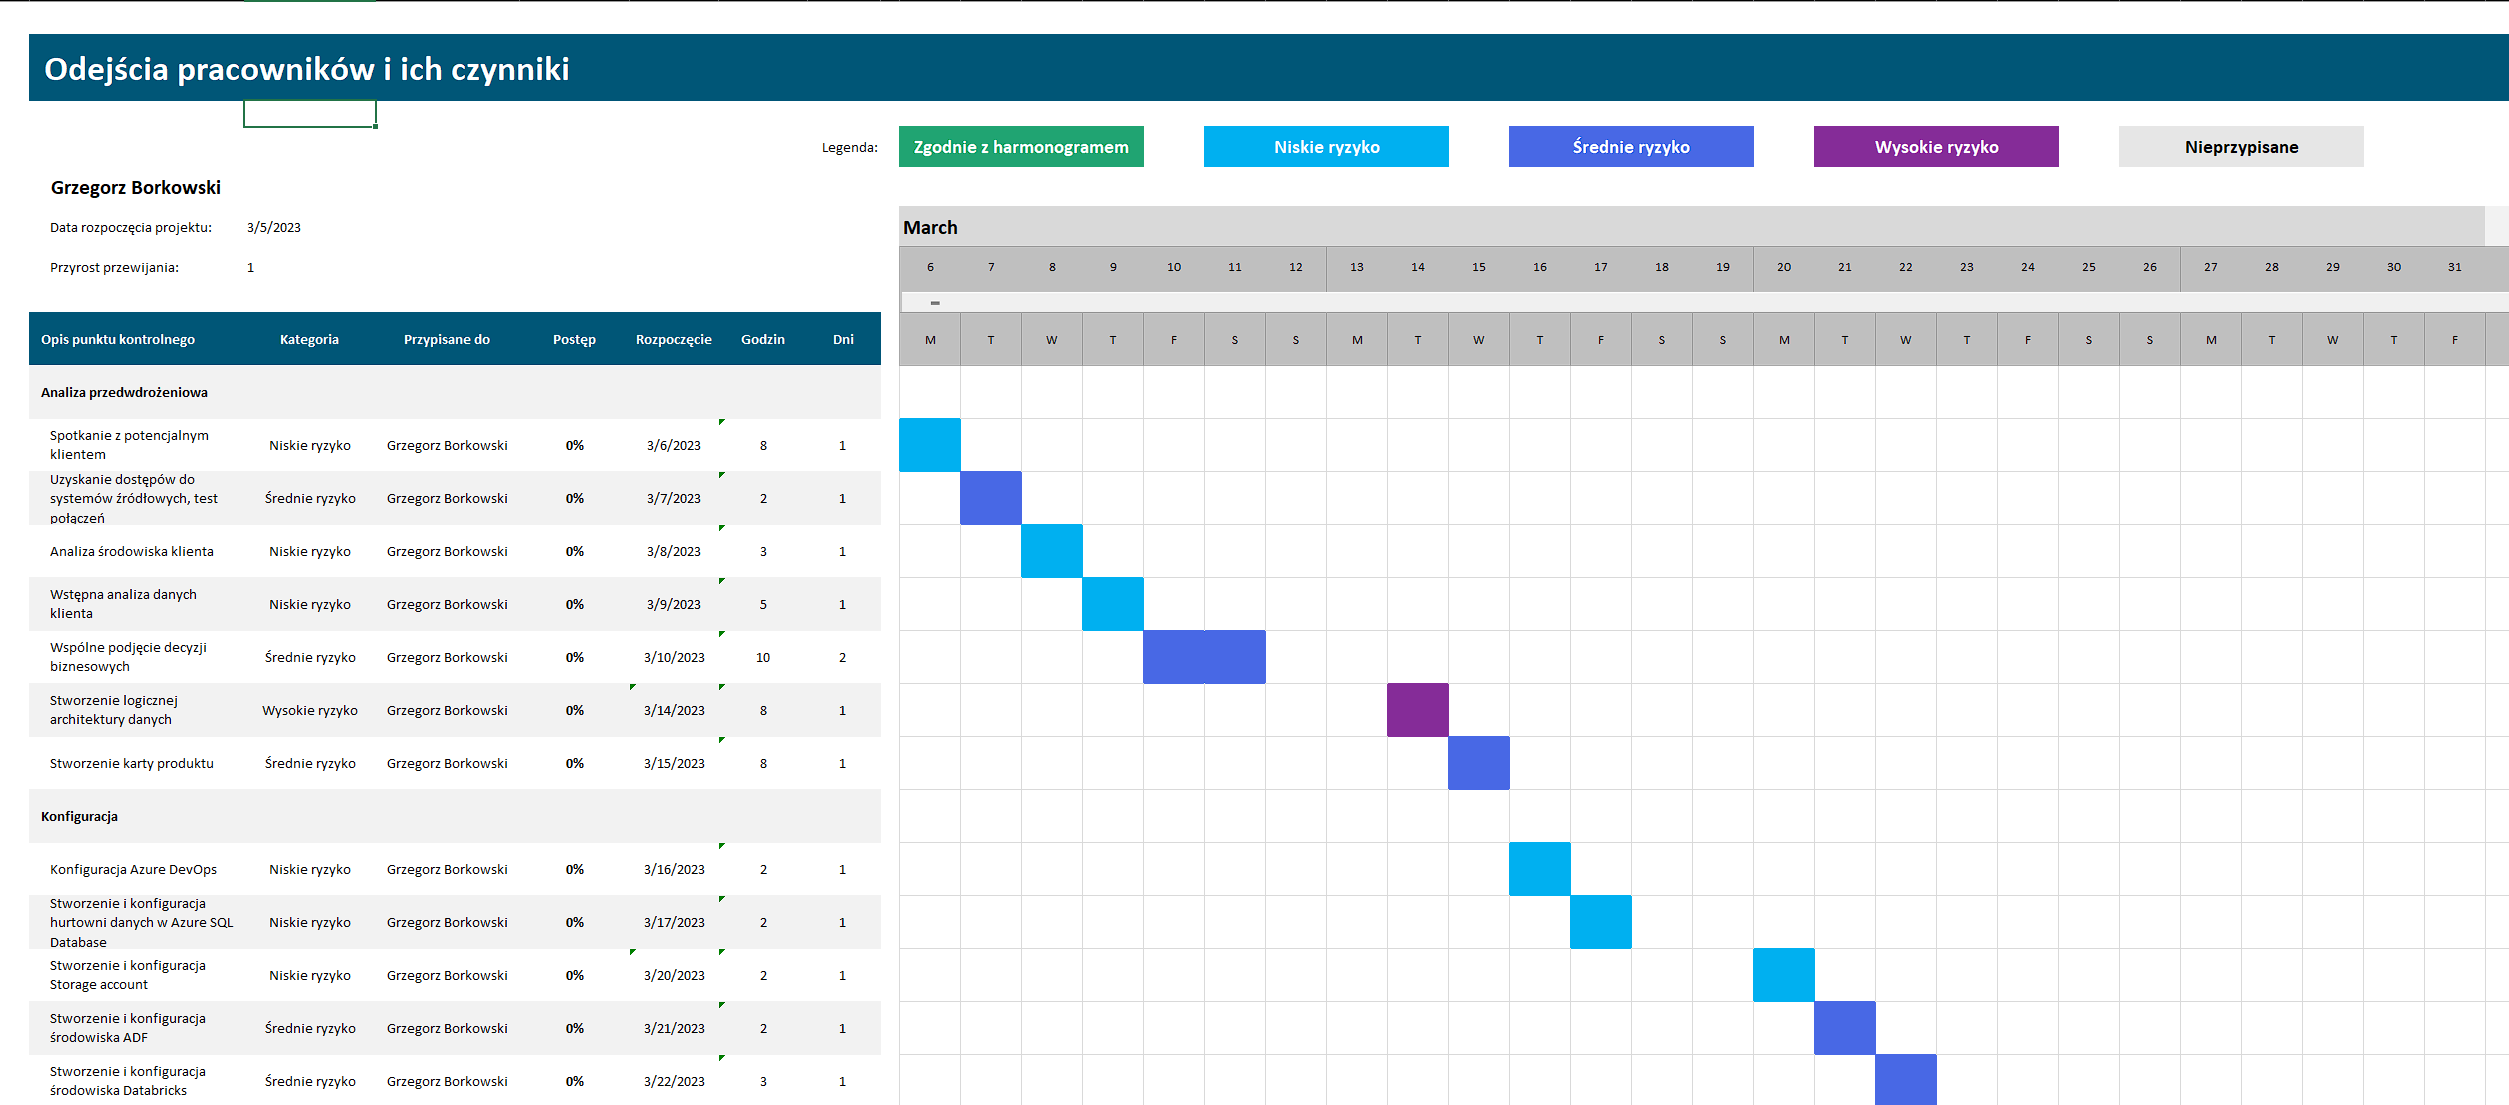 Odejścia pracowników i ich czynniki
Legenda: Zgodnie z harmonogramem Niskie ryzyko Średnie ryzyko Wysokie ryzyko Nieprzypisane
Grzegorz Borkowski
Data rozpoczęcia projektu: 3/5/2023
March
Przyrost przewijania: 1
6 7 8 9 10 11 12 13 14 15 16 17 18 19 20 21 22 23 24 25 26 27 28 29 30 31
Opis punktu kontrolnego Kategoria Przypisane do Postęp Rozpoczęcie Godzin Dni
M T W T F S S M T W T F S S M T W T F S S M T W T F
Analiza przedwdrożeniowa
Spotkanie z potencjalnym
klientem
Niskie ryzyko Grzegorz Borkowski 0% 3/6/2023 8 1
Uzyskanie dostępów do
systemów źródłowych, test
połączeń
Średnie ryzyko Grzegorz Borkowski 0% 3/7/2023 2 1
Analiza środowiska klienta Niskie ryzyko Grzegorz Borkowski 0% 3/8/2023 3 1
Wstępna analiza danych
klienta
Niskie ryzyko Grzegorz Borkowski 0% 3/9/2023 5 1
Wspólne podjęcie decyzji
biznesowych
Średnie ryzyko Grzegorz Borkowski 0% 3/10/2023 10 2
Stworzenie logicznej
architektury danych
Wysokie ryzyko Grzegorz Borkowski 0% 3/14/2023 8 1
Stworzenie karty produktu Średnie ryzyko Grzegorz Borkowski 0% 3/15/2023 8 1
Konfiguracja
Konfiguracja Azure DevOps Niskie ryzyko Grzegorz Borkowski 0% 3/16/2023 2 1
Stworzenie i konfiguracja
hurtowni danych w Azure SQL
Database
Niskie ryzyko Grzegorz Borkowski 0% 3/17/2023 2 1
Stworzenie i konfiguracja
Storage account
Niskie ryzyko Grzegorz Borkowski 0% 3/20/2023 2 1
Stworzenie i konfiguracja
środowiska ADF
Średnie ryzyko Grzegorz Borkowski 0% 3/21/2023 2 1
Stworzenie i konfiguracja
środowiska Databricks
Średnie ryzyko Grzegorz Borkowski 0% 3/22/2023 3 1